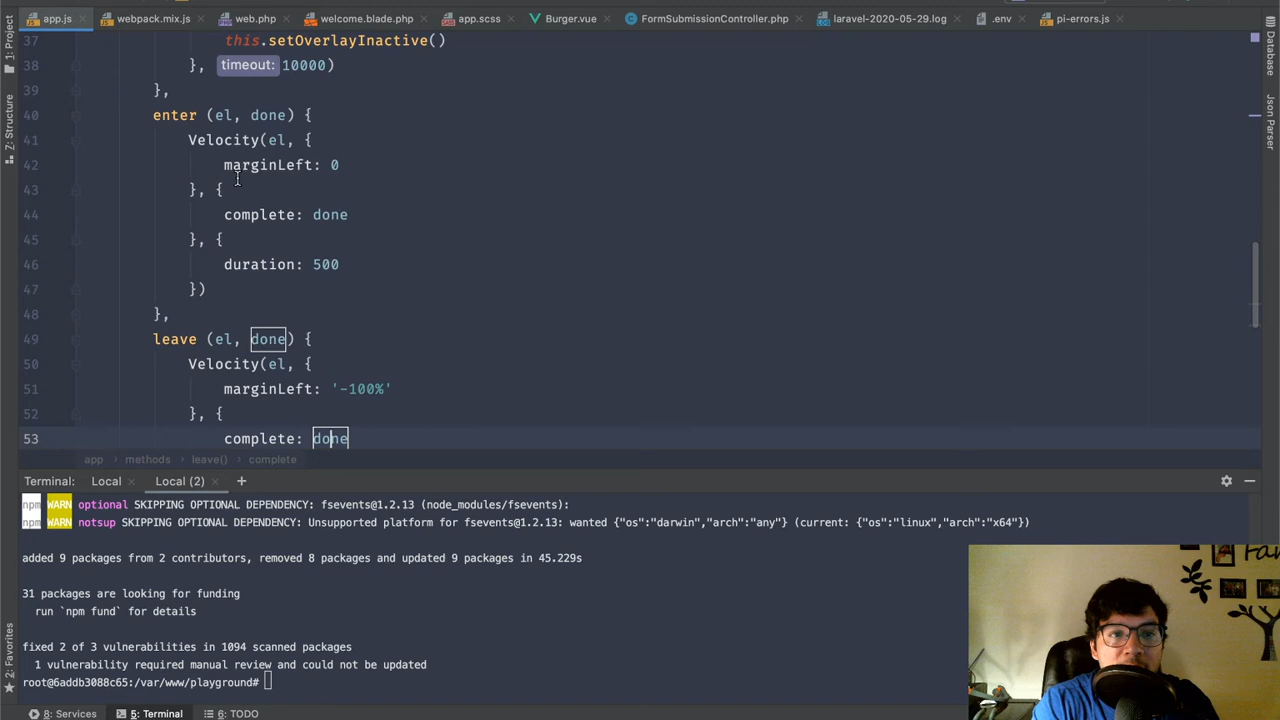 app.js
webpack.mix.js
web.php
welcome.blade.php
app.scss
Burger.vue
FormSubmissionController.php
laravel-2020-05-29.log
.env
pi-errors.js
1: Project
Z: Structure
2: Favorites
Database
Json Parser
37 this.setOverlayInactive()
38 }, timeout: 10000)
39 },
40 enter (el, done) {
41 Velocity(el, {
42 marginLeft: 0
43 }, {
44 complete: done
45 }, {
46 duration: 500
47 })
48 },
49 leave (el, done) {
50 Velocity(el, {
51 marginLeft: '-100%'
52 }, {
53 complete: done
app methods leave() complete
Terminal: Local Local (2) +
npm WARN optional SKIPPING OPTIONAL DEPENDENCY: fsevents@1.2.13 (node_modules/fsevents):
npm WARN notsup SKIPPING OPTIONAL DEPENDENCY: Unsupported platform for fsevents@1.2.13: wanted {"os":"darwin","arch":"any"} (current: {"os":"linux","arch":"x64"})
added 9 packages from 2 contributors, removed 8 packages and updated 9 packages in 45.229s
31 packages are looking for funding
run `npm fund` for details
fixed 2 of 3 vulnerabilities in 1094 scanned packages
1 vulnerability required manual review and could not be updated
root@6addb3088c65:/var/www/playground#
8: Services 5: Terminal 6: TODO